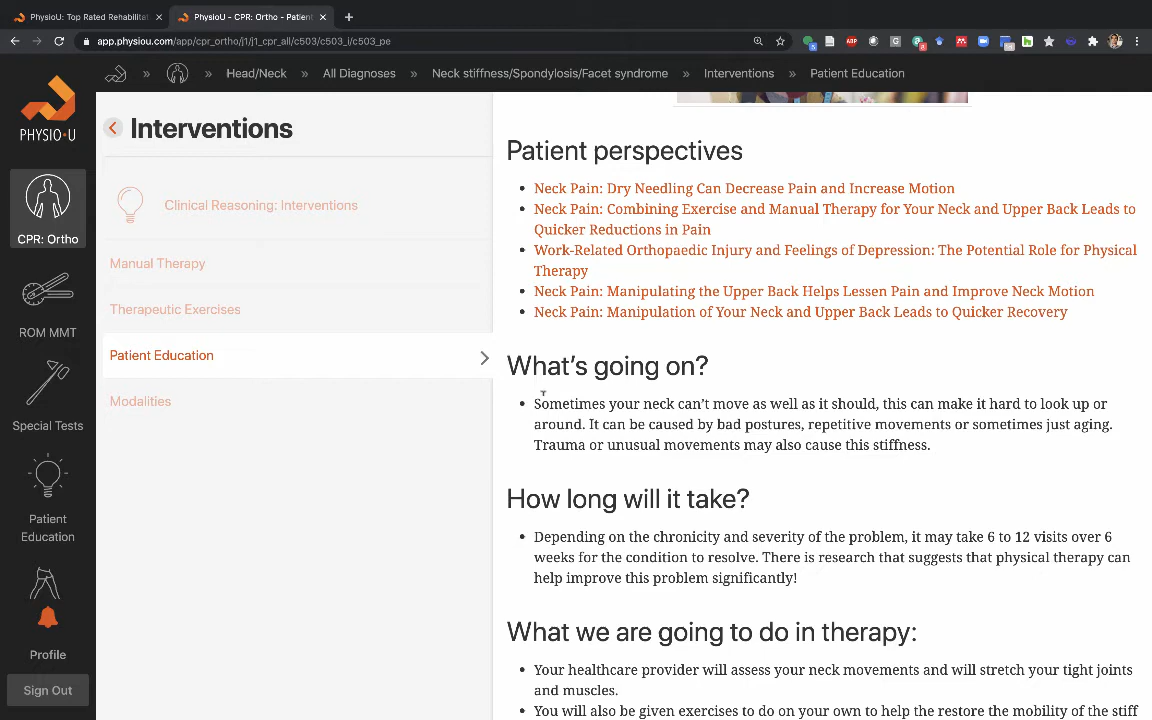 PhysioU: Top Rated Rehabilitat
PhysioU - CPR: Ortho - Patient
app.physiou.com/app/cpr_ortho/j1/j1_cpr_all/c503/c503_i/c503_pe
» » Head/Neck » All Diagnoses » Neck stiffness/Spondylosis/Facet syndrome » Interventions » Patient Education
PHYSIO·U
CPR: Ortho
ROM MMT
Special Tests
Patient
Education
Profile
Sign Out
Interventions
Clinical Reasoning: Interventions
Manual Therapy
Therapeutic Exercises
Patient Education
Modalities
Patient perspectives
• Neck Pain: Dry Needling Can Decrease Pain and Increase Motion
• Neck Pain: Combining Exercise and Manual Therapy for Your Neck and Upper Back Leads to
Quicker Reductions in Pain
• Work-Related Orthopaedic Injury and Feelings of Depression: The Potential Role for Physical
Therapy
• Neck Pain: Manipulating the Upper Back Helps Lessen Pain and Improve Neck Motion
• Neck Pain: Manipulation of Your Neck and Upper Back Leads to Quicker Recovery
What's going on?
• Sometimes your neck can't move as well as it should, this can make it hard to look up or
around. It can be caused by bad postures, repetitive movements or sometimes just aging.
Trauma or unusual movements may also cause this stiffness.
How long will it take?
• Depending on the chronicity and severity of the problem, it may take 6 to 12 visits over 6
weeks for the condition to resolve. There is research that suggests that physical therapy can
help improve this problem significantly!
What we are going to do in therapy:
• Your healthcare provider will assess your neck movements and will stretch your tight joints
and muscles.
• You will also be given exercises to do on your own to help the restore the mobility of the stiff